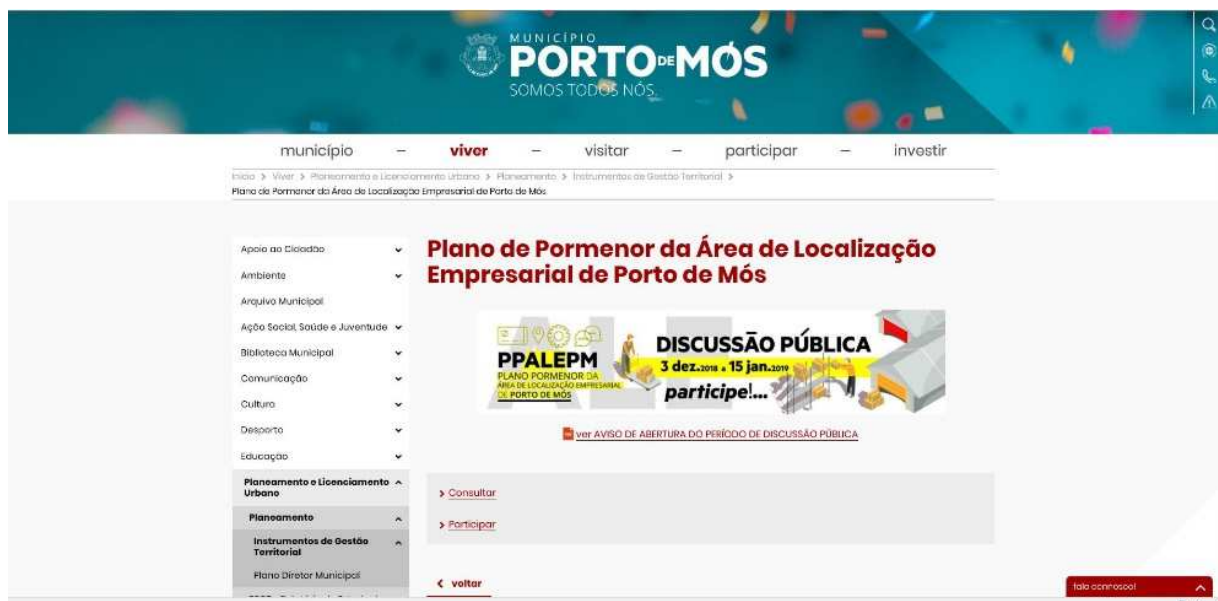 MUNICÍPIO
PORTO DE MÓS
SOMOS TODOS NÓS
município – viver – visitar – participar – investir
Início > Viver > Planeamento e Licenciamento Urbano > Planeamento > Instrumentos de Gestão Territorial >
Plano de Pormenor da Área de Localização Empresarial de Porto de Mós
Apoio ao Cidadão
Ambiente
Arquivo Municipal
Ação Social, Saúde e Juventude
Biblioteca Municipal
Comunicação
Cultura
Desporto
Educação
Planeamento e Licenciamento
Urbano
Planeamento
Instrumentos de Gestão
Territorial
Plano Diretor Municipal
Plano de Pormenor da Área de Localização
Empresarial de Porto de Mós
ALE
PPALEPM
PLANO PORMENOR DA
ÁREA DE LOCALIZAÇÃO EMPRESARIAL
DE PORTO DE MÓS
DISCUSSÃO PÚBLICA
3 dez.2018 a 15 jan.2019
participe!...
ver AVISO DE ABERTURA DO PERÍODO DE DISCUSSÃO PÚBLICA
> Consultar
> Participar
< voltar
fala connosco!